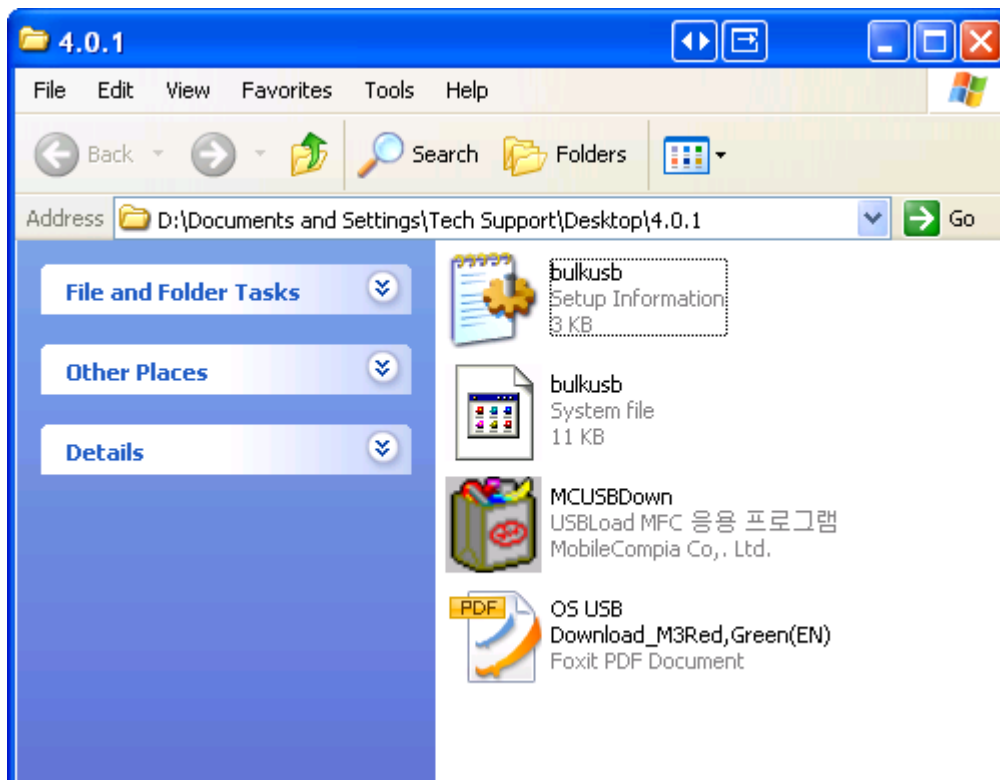 4.0.1
File Edit View Favorites Tools Help
Back Search Folders
Address D:\Documents and Settings\Tech Support\Desktop\4.0.1 Go
File and Folder Tasks
Other Places
Details
bulkusb
Setup Information
3 KB
bulkusb
System file
11 KB
MCUSBDown
USBLoad MFC 응용 프로그램
MobileCompia Co,. Ltd.
PDF
OS USB
Download_M3Red,Green(EN)
Foxit PDF Document